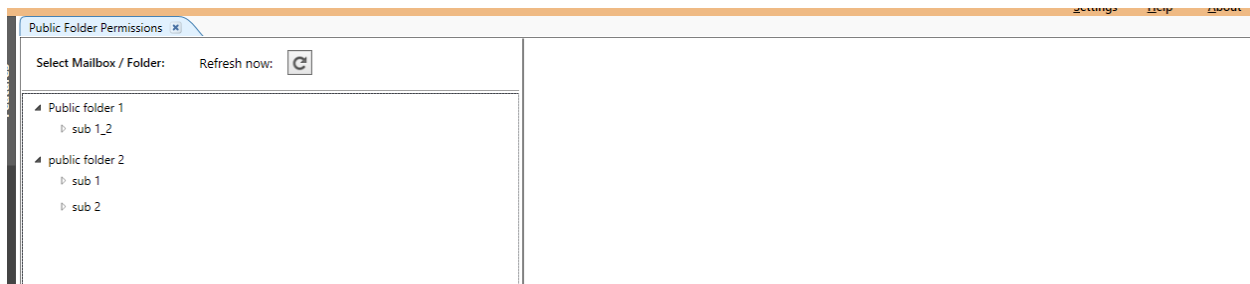 Settings Help About
Public Folder Permissions
Select Mailbox / Folder: Refresh now:
Public folder 1
sub 1_2
public folder 2
sub 1
sub 2